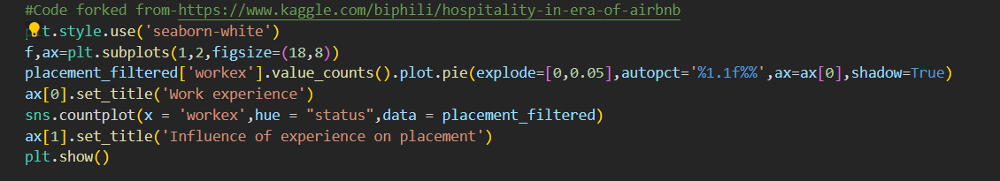 #Code forked from-https://www.kaggle.com/biphili/hospitality-in-era-of-airbnb
plt.style.use('seaborn-white')
f,ax=plt.subplots(1,2,figsize=(18,8))
placement_filtered['workex'].value_counts().plot.pie(explode=[0,0.05],autopct='%1.1f%%',ax=ax[0],shadow=True)
ax[0].set_title('Work experience')
sns.countplot(x = 'workex',hue = "status",data = placement_filtered)
ax[1].set_title('Influence of experience on placement')
plt.show()